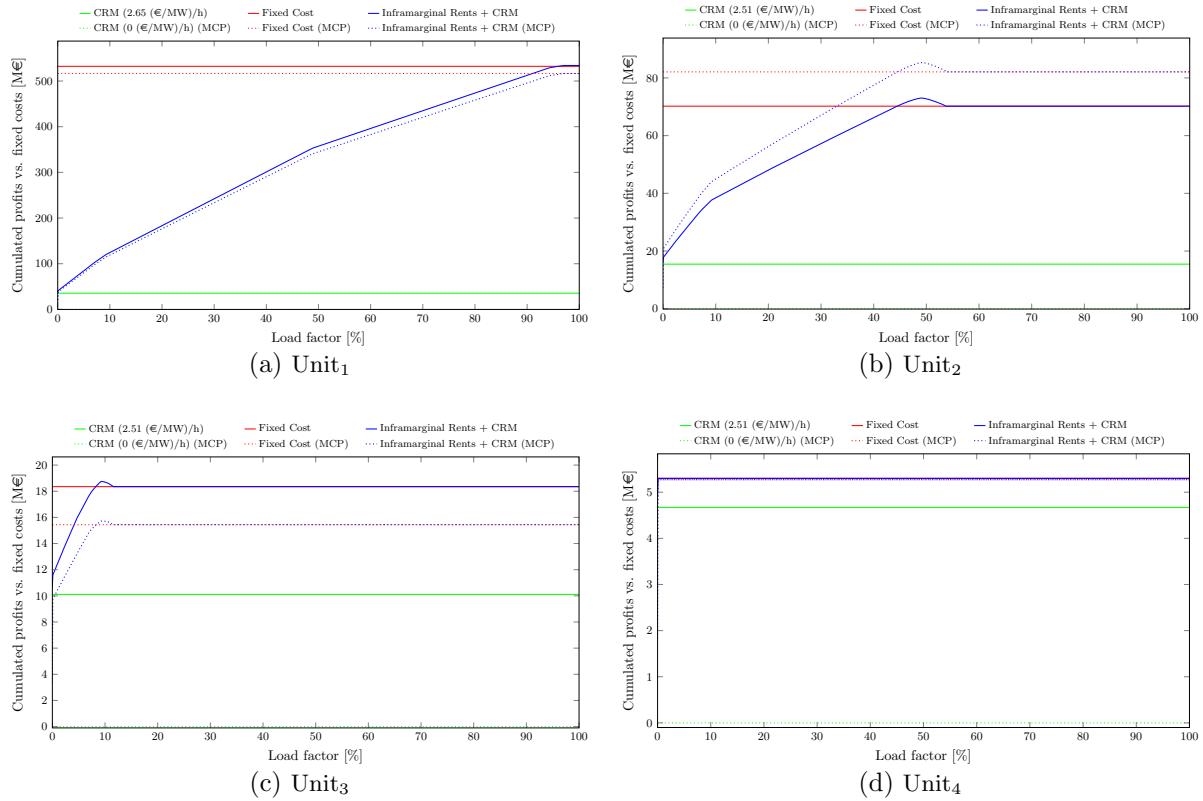 CRM (2.65 (€/MW)/h) Fixed Cost Inframarginal Rents + CRM
CRM (0 (€/MW)/h) (MCP) Fixed Cost (MCP) Inframarginal Rents + CRM (MCP)
Cumulated profits vs. fixed costs [M€]
500
400
300
200
100
0
0 10 20 30 40 50 60 70 80 90 100
Load factor [%]
(a) Unit₁
CRM (2.51 (€/MW)/h) Fixed Cost Inframarginal Rents + CRM
CRM (0 (€/MW)/h) (MCP) Fixed Cost (MCP) Inframarginal Rents + CRM (MCP)
Cumulated profits vs. fixed costs [M€]
80
60
40
20
0
0 10 20 30 40 50 60 70 80 90 100
Load factor [%]
(b) Unit₂
CRM (2.51 (€/MW)/h) Fixed Cost Inframarginal Rents + CRM
CRM (0 (€/MW)/h) (MCP) Fixed Cost (MCP) Inframarginal Rents + CRM (MCP)
Cumulated profits vs. fixed costs [M€]
20
18
16
14
12
10
8
6
4
2
0
0 10 20 30 40 50 60 70 80 90 100
Load factor [%]
(c) Unit₃
CRM (2.51 (€/MW)/h) Fixed Cost Inframarginal Rents + CRM
CRM (0 (€/MW)/h) (MCP) Fixed Cost (MCP) Inframarginal Rents + CRM (MCP)
Cumulated profits vs. fixed costs [M€]
5
4
3
2
1
0
0 10 20 30 40 50 60 70 80 90 100
Load factor [%]
(d) Unit₄